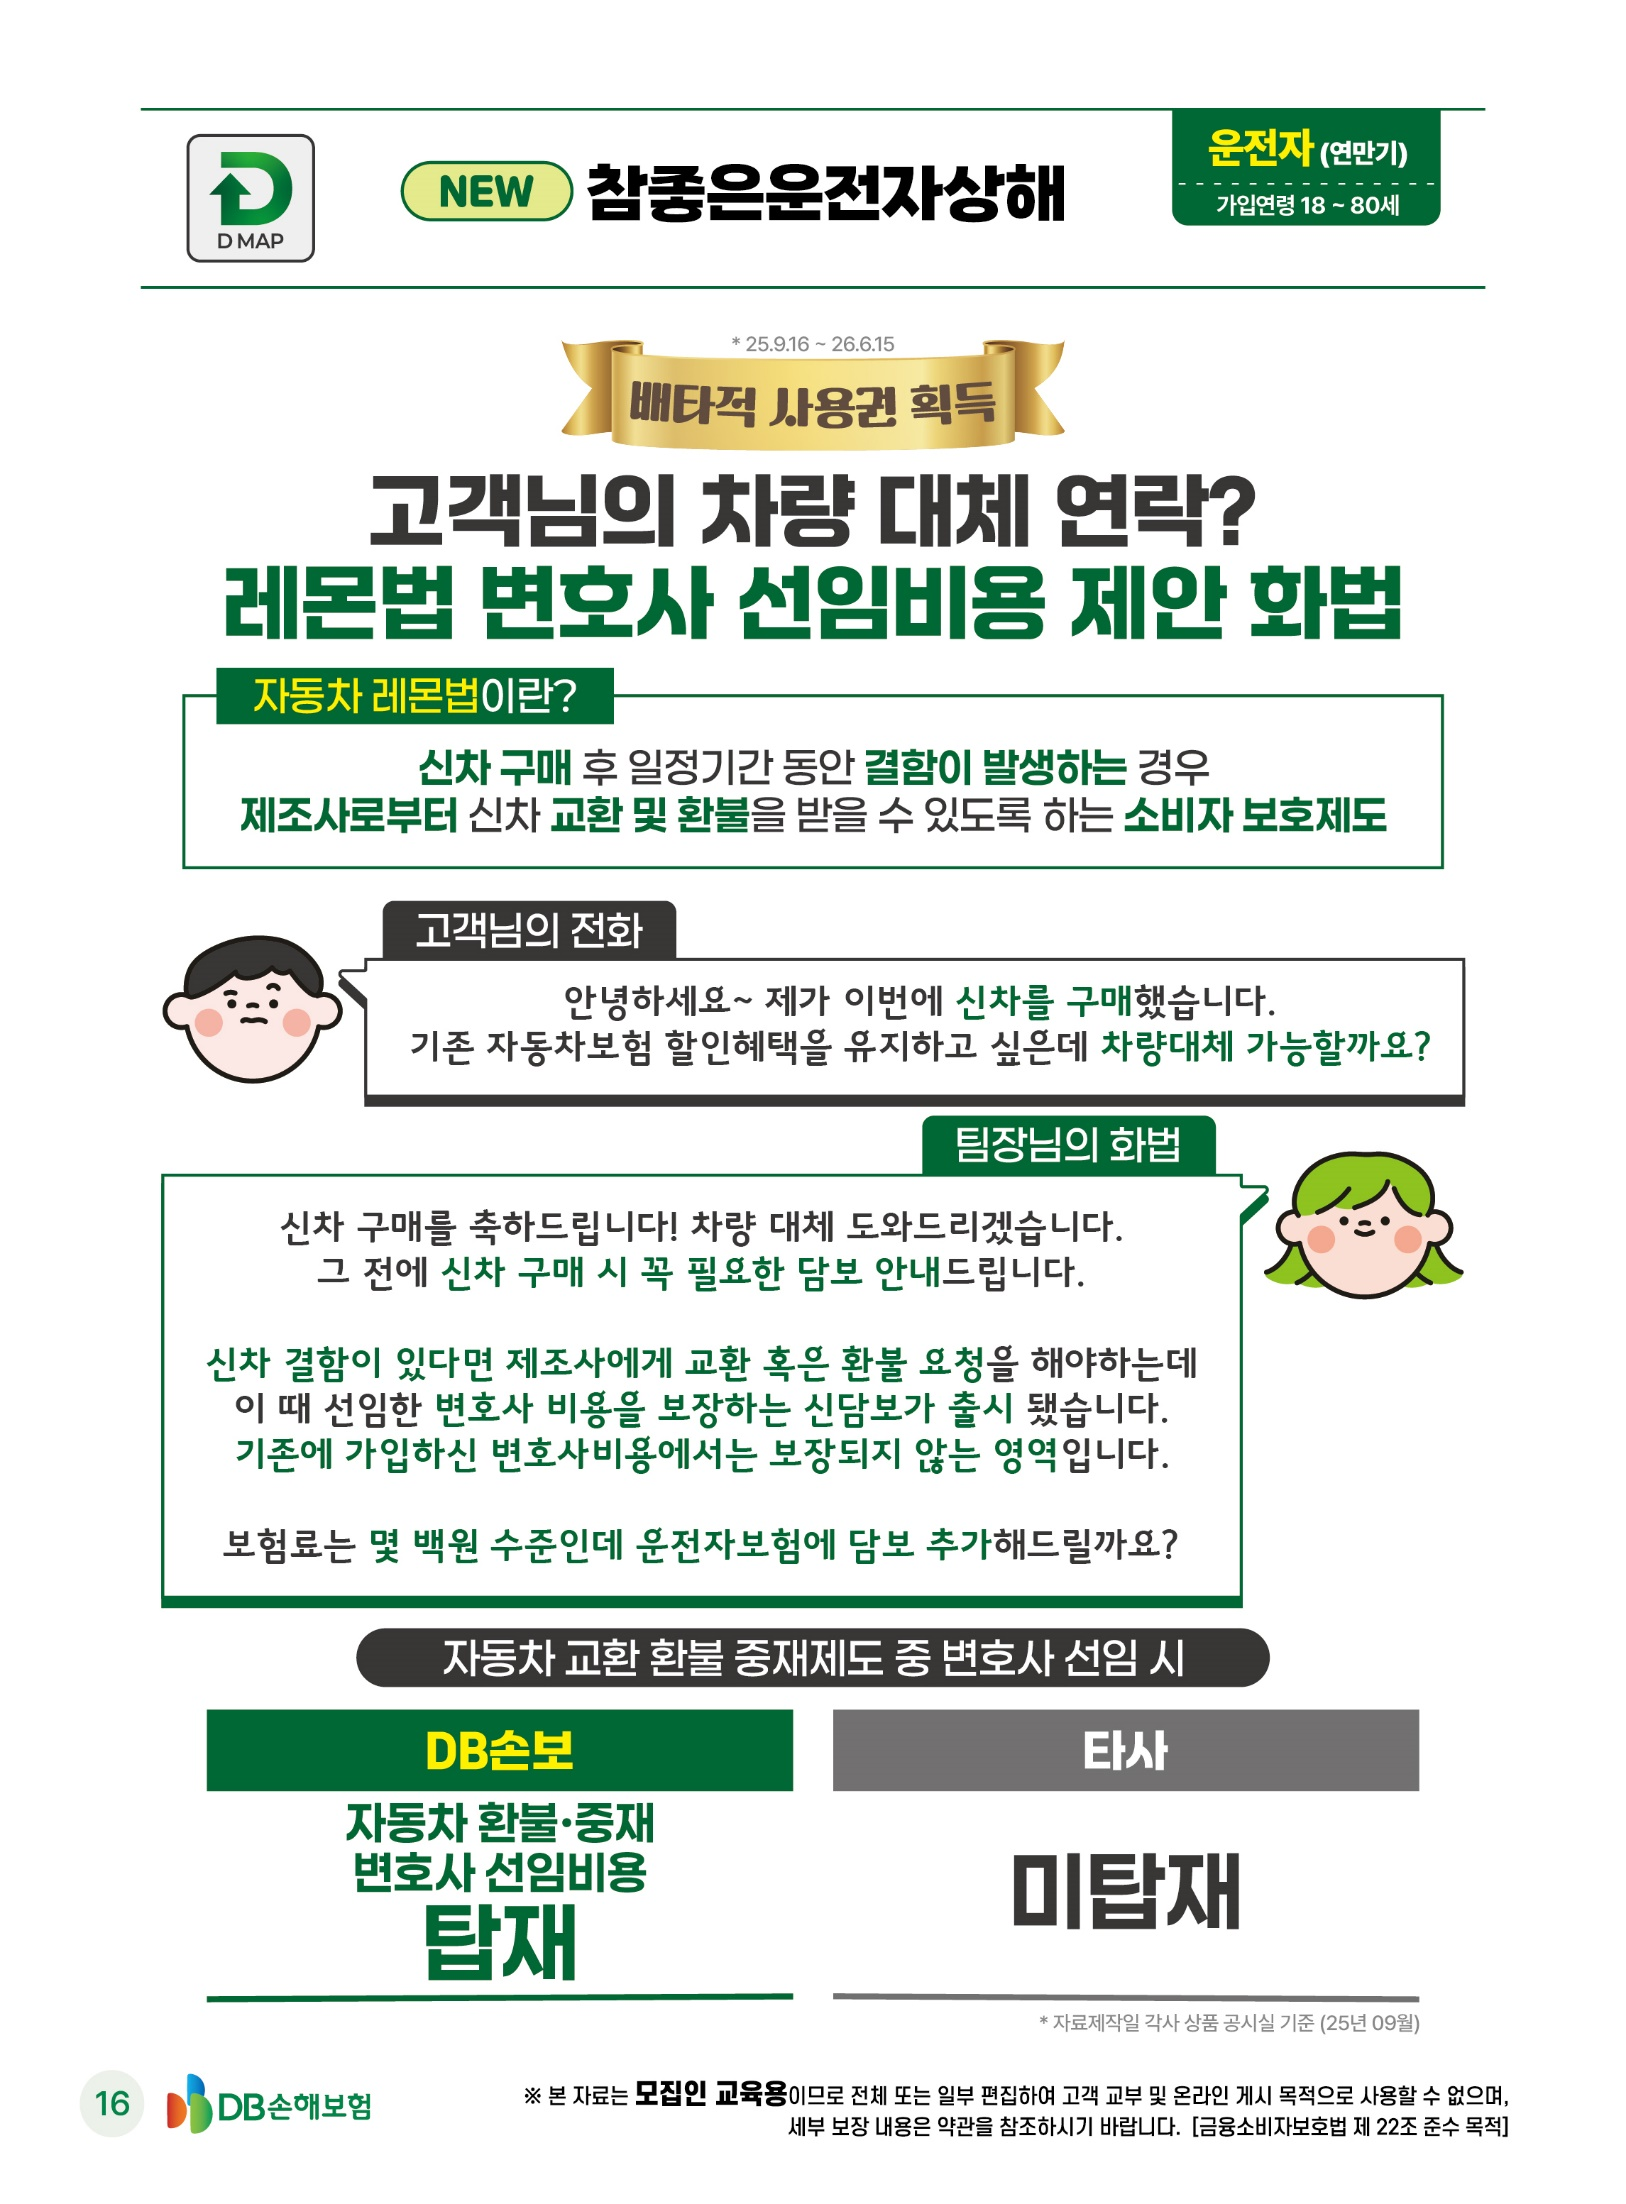 D MAP
NEW 참좋은운전자상해
운전자 (연만기)
가입연령 18 ~ 80세
* 25.9.16 ~ 26.6.15
배타적 사용권 획득
고객님의 차량 대체 연락?
레몬법 변호사 선임비용 제안 화법
자동차 레몬법이란?
신차 구매 후 일정기간 동안 결함이 발생하는 경우
제조사로부터 신차 교환 및 환불을 받을 수 있도록 하는 소비자 보호제도
고객님의 전화
안녕하세요~ 제가 이번에 신차를 구매했습니다.
기존 자동차보험 할인혜택을 유지하고 싶은데 차량대체 가능할까요?
팀장님의 화법
신차 구매를 축하드립니다! 차량 대체 도와드리겠습니다.
그 전에 신차 구매 시 꼭 필요한 담보 안내드립니다.
신차 결함이 있다면 제조사에게 교환 혹은 환불 요청을 해야하는데
이 때 선임한 변호사 비용을 보장하는 신담보가 출시 됐습니다.
기존에 가입하신 변호사비용에서는 보장되지 않는 영역입니다.
보험료는 몇 백원 수준인데 운전자보험에 담보 추가해드릴까요?
자동차 교환 환불 중재제도 중 변호사 선임 시
DB손보
자동차 환불·중재
변호사 선임비용
탑재
타사
미탑재
* 자료제작일 각사 상품 공시실 기준 (25년 09월)
16
DB손해보험
※ 본 자료는 모집인 교육용이므로 전체 또는 일부 편집하여 고객 교부 및 온라인 게시 목적으로 사용할 수 없으며,
세부 보장 내용은 약관을 참조하시기 바랍니다. [금융소비자보호법 제 22조 준수 목적]